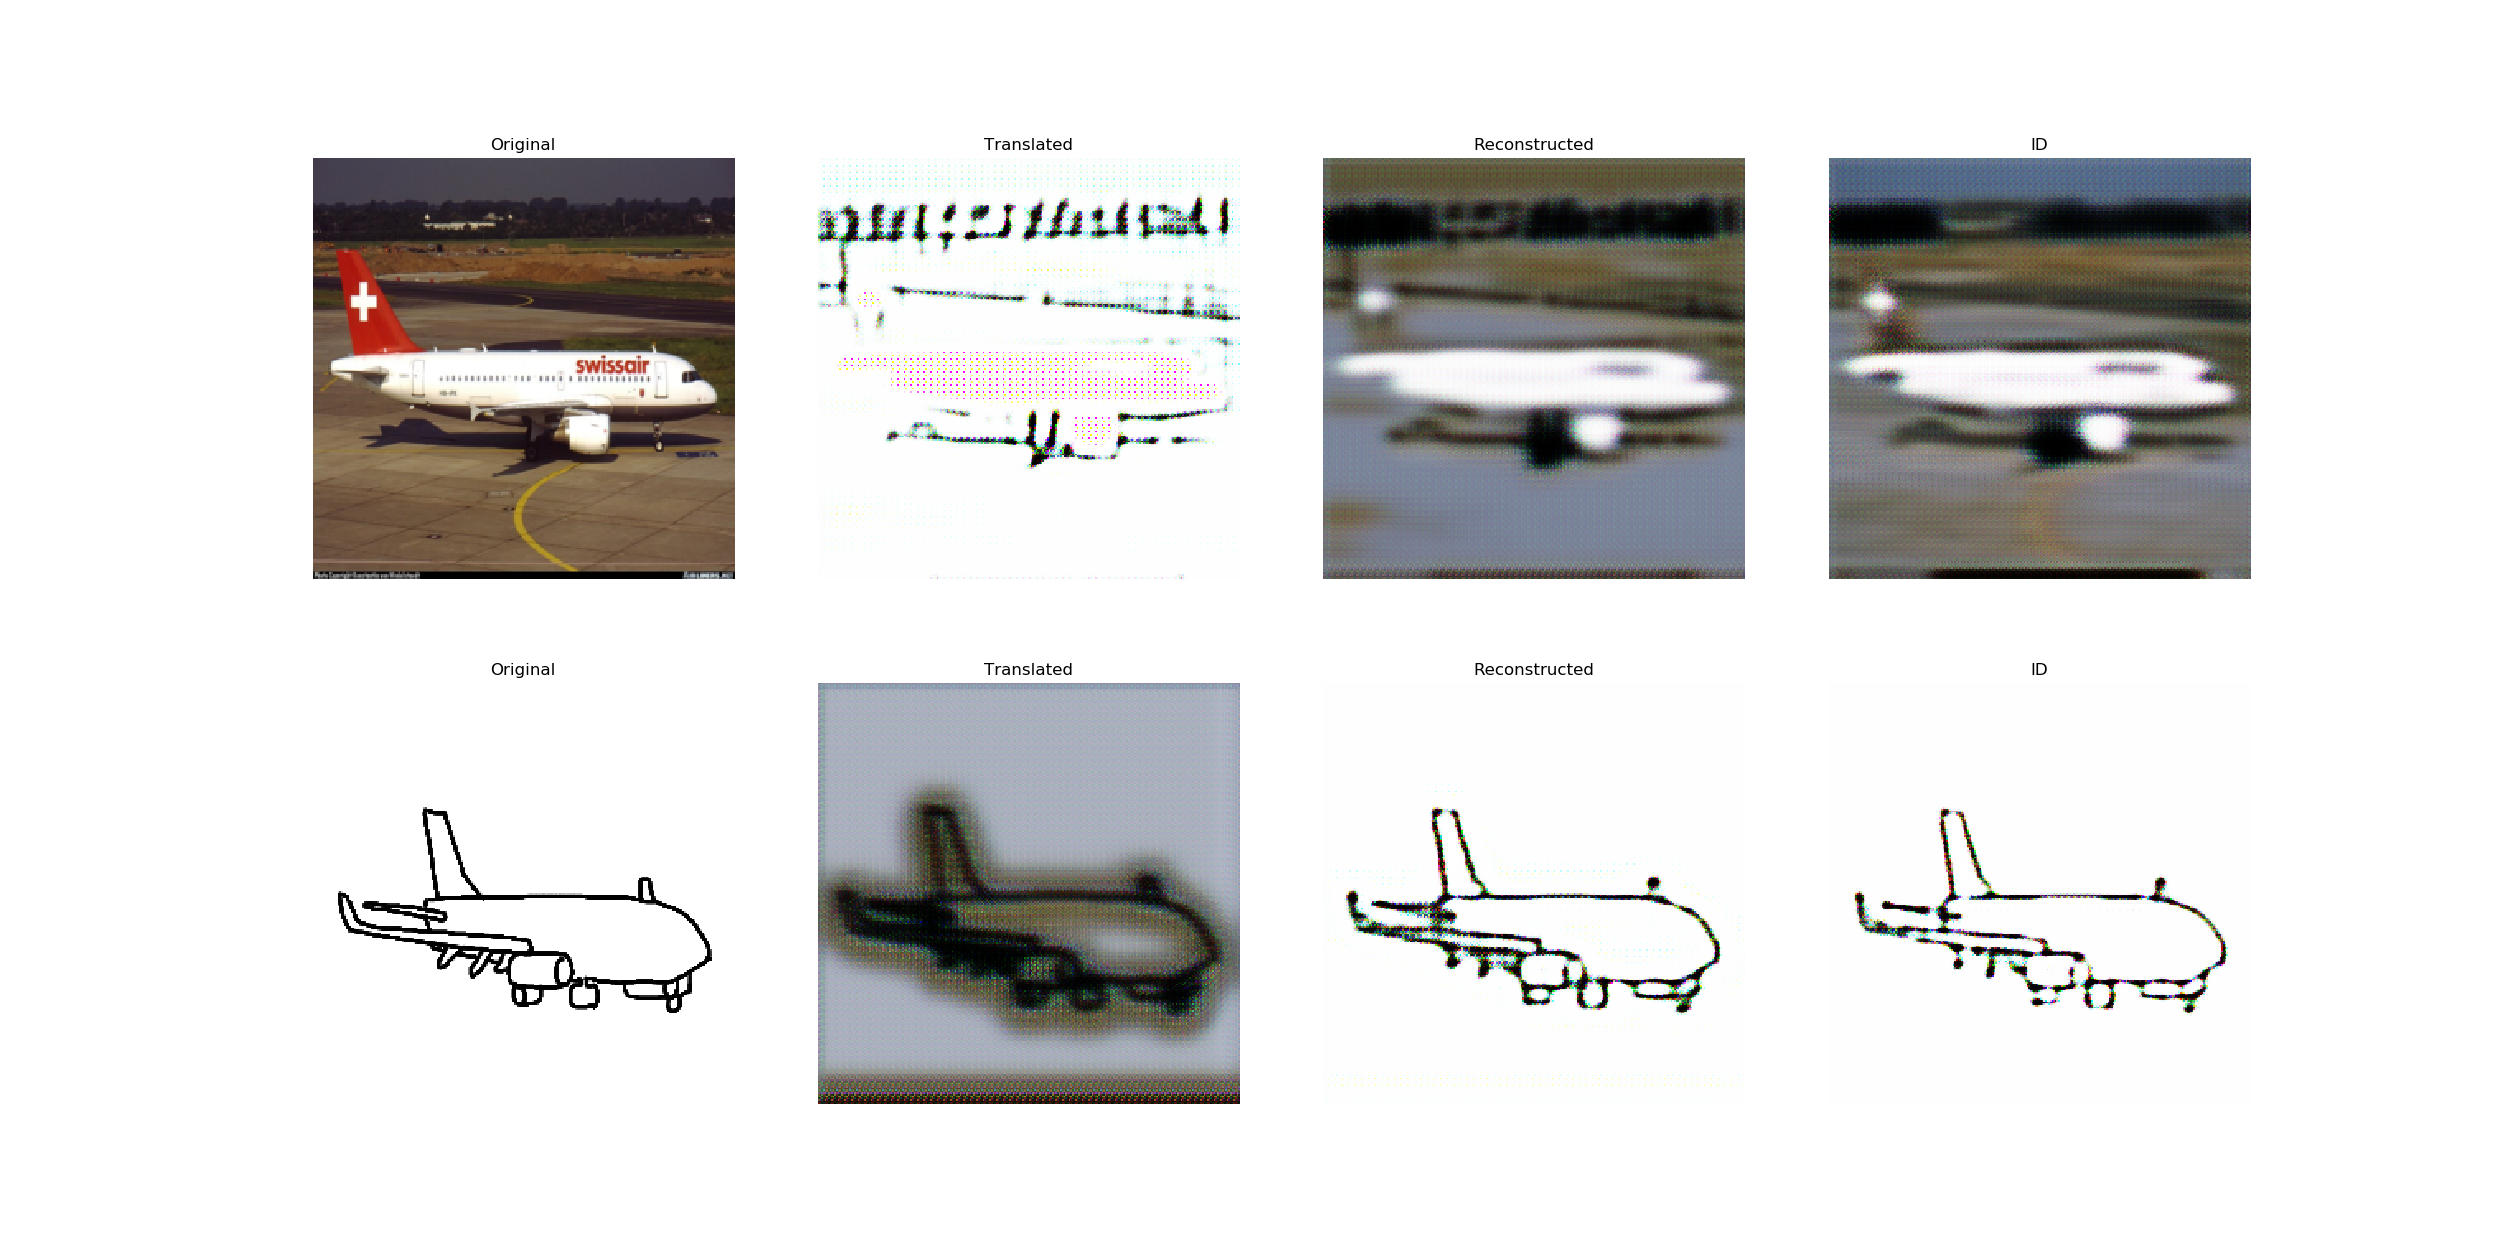 Original
Translated
Reconstructed
ID
swissair
Original
Translated
Reconstructed
ID